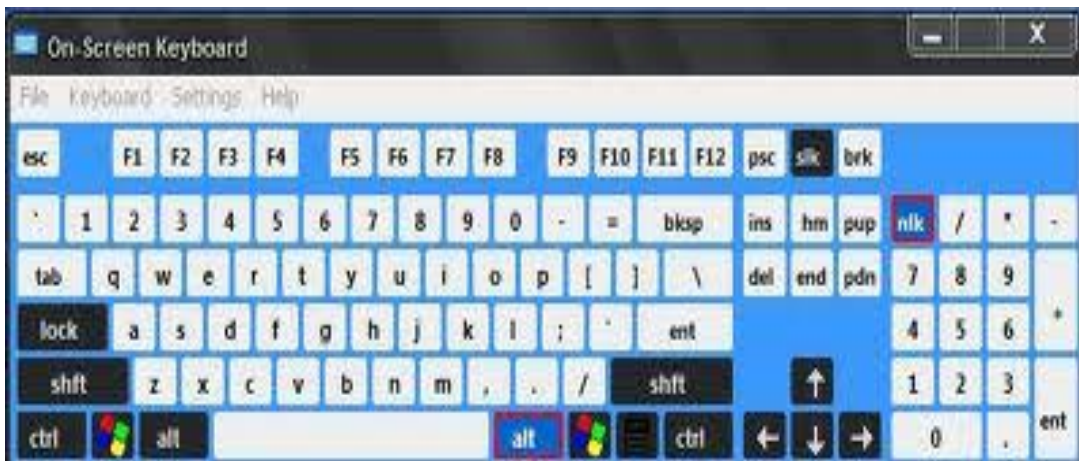 On-Screen Keyboard X
File Keyboard Settings Help
esc F1 F2 F3 F4 F5 F6 F7 F8 F9 F10 F11 F12 psc slk brk
` 1 2 3 4 5 6 7 8 9 0 - = bksp ins hm pup nlk / * -
tab q w e r t y u i o p [ ] \ del end pdn 7 8 9 +
lock a s d f g h j k l ; ' ent 4 5 6
shft z x c v b n m , . / shft ↑ 1 2 3 ent
ctrl alt alt ctrl ← ↓ → 0 .